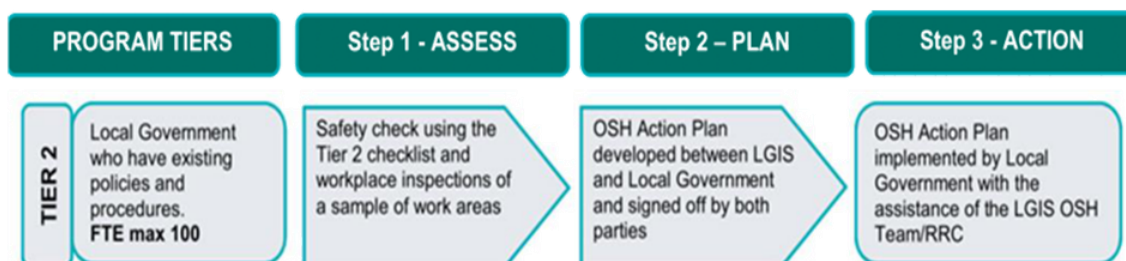 PROGRAM TIERS
Step 1 - ASSESS
Step 2 – PLAN
Step 3 - ACTION
TIER 2
Local Government
who have existing
policies and
procedures.
FTE max 100
Safety check using the
Tier 2 checklist and
workplace inspections of
a sample of work areas
OSH Action Plan
developed between LGIS
and Local Government
and signed off by both
parties
OSH Action Plan
implemented by Local
Government with the
assistance of the LGIS OSH
Team/RRC